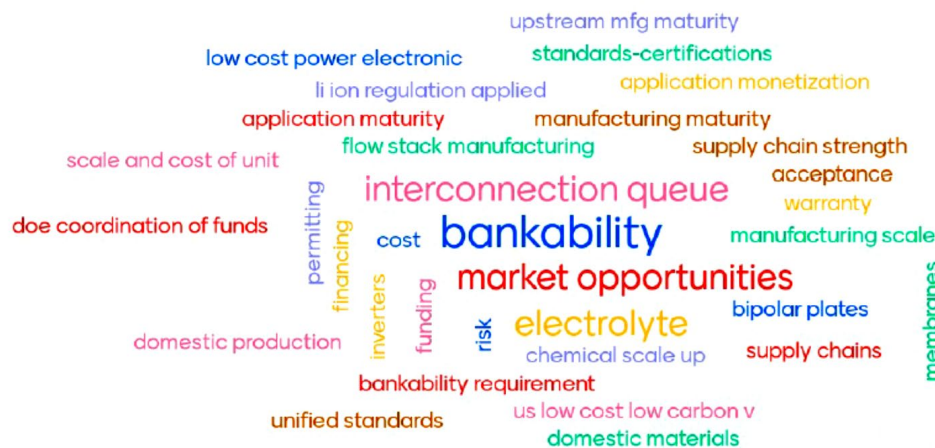 upstream mfg maturity
low cost power electronic
standards-certifications
li ion regulation applied
application monetization
application maturity
manufacturing maturity
flow stack manufacturing
supply chain strength
scale and cost of unit
acceptance
interconnection queue
permitting
warranty
doe coordination of funds
financing
cost
bankability
manufacturing scale
market opportunities
inverters
funding
risk
electrolyte
bipolar plates
membranes
domestic production
chemical scale up
supply chains
bankability requirement
unified standards
us low cost low carbon v
domestic materials